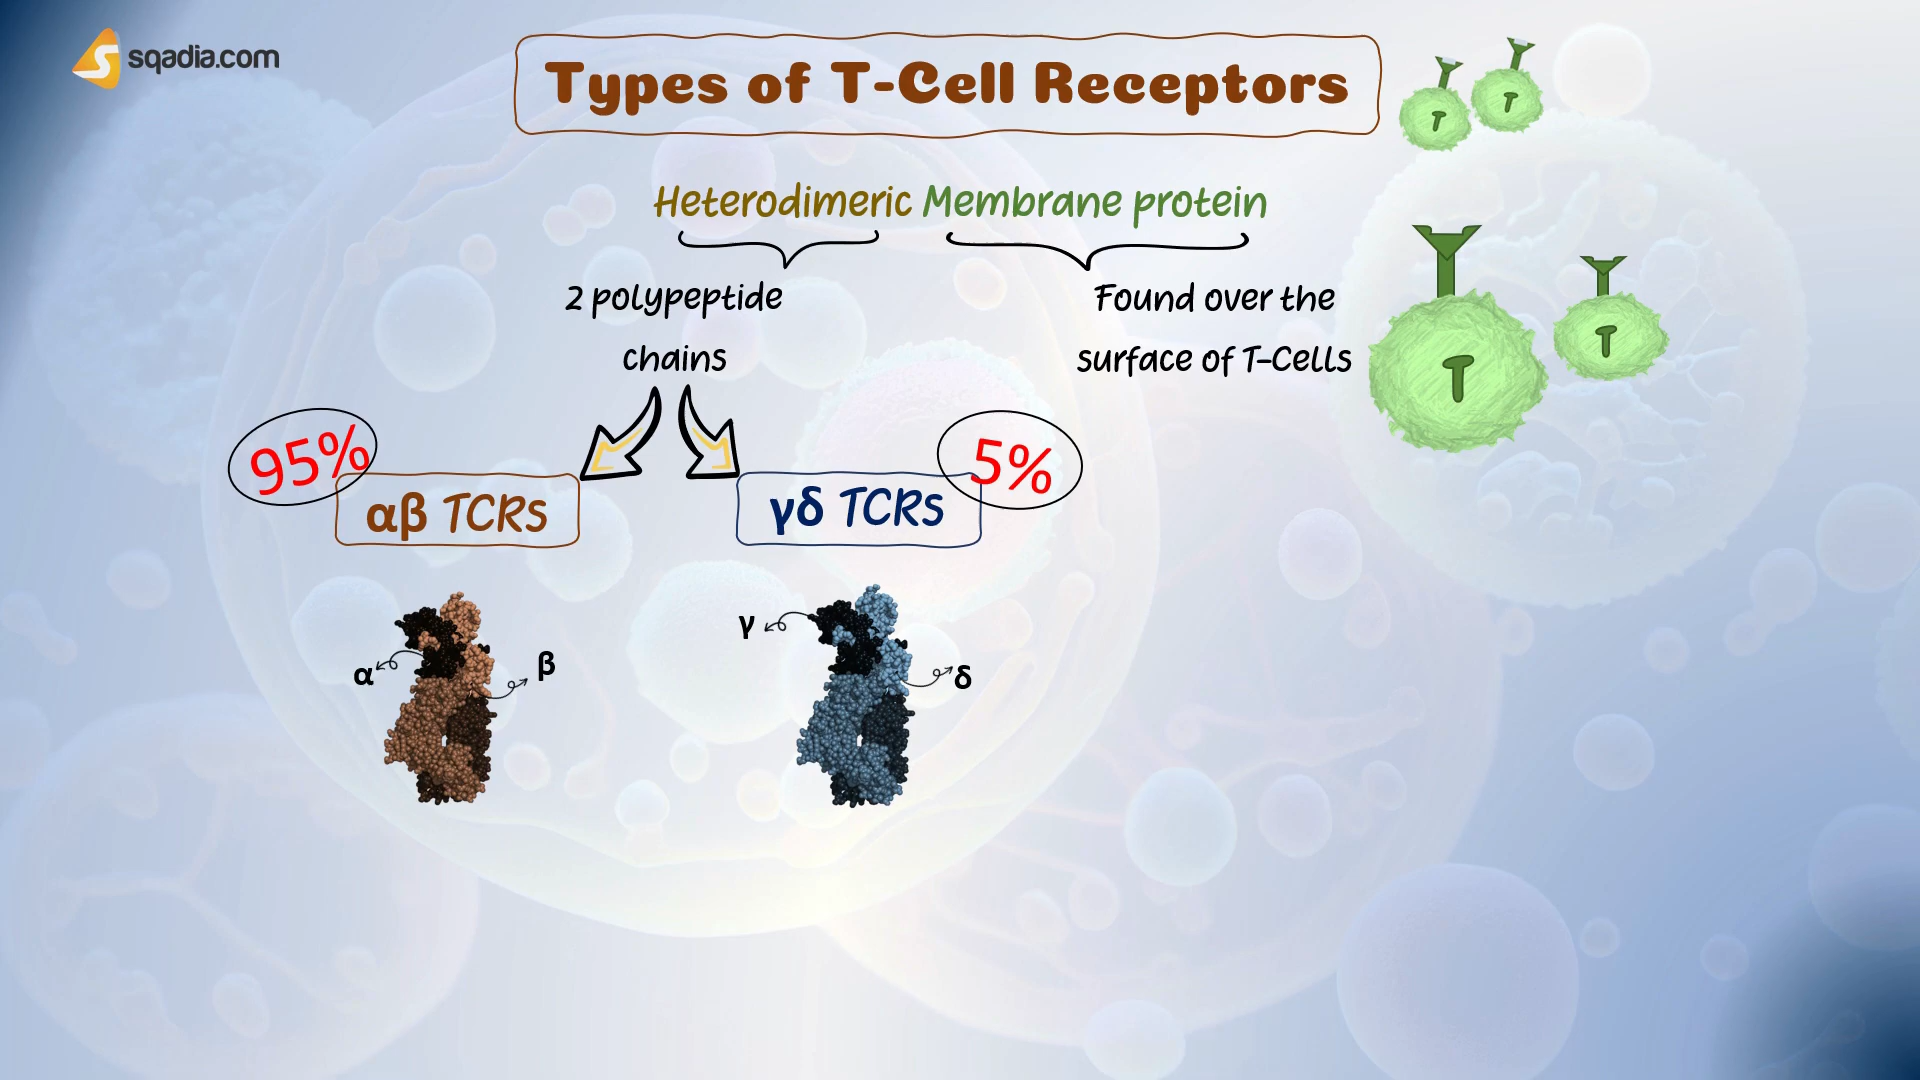 sqadia.com
Types of T-Cell Receptors
T
T
Heterodimeric Membrane protein
2 polypeptide
chains
Found over the
surface of T-Cells
T
T
95%
αβ TCRs
5%
γδ TCRs
α
β
γ
δ